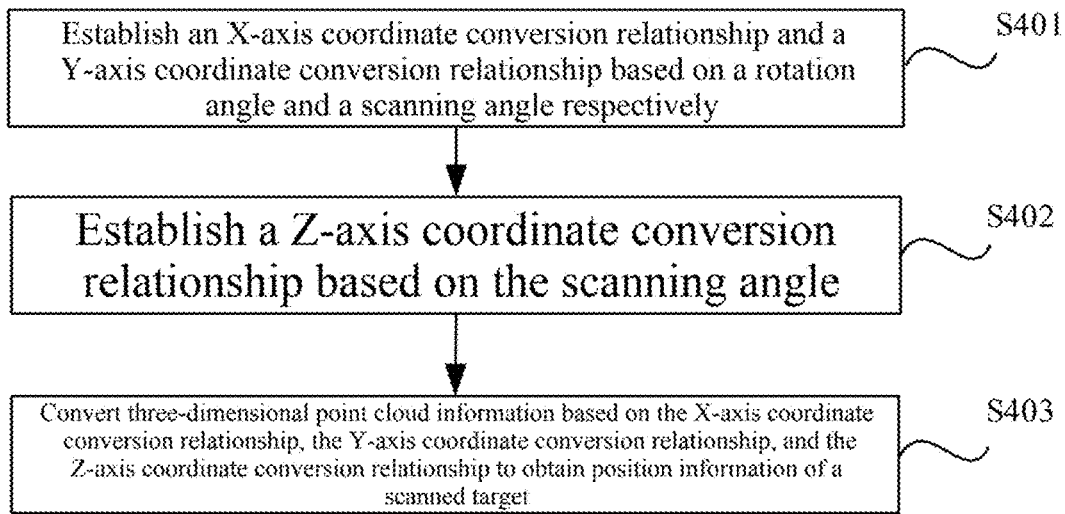 Establish an X-axis coordinate conversion relationship and a
Y-axis coordinate conversion relationship based on a rotation
angle and a scanning angle respectively
S401
Establish a Z-axis coordinate conversion
relationship based on the scanning angle
S402
Convert three-dimensional point cloud information based on the X-axis coordinate
conversion relationship, the Y-axis coordinate conversion relationship, and the
Z-axis coordinate conversion relationship to obtain position information of a
scanned target
S403